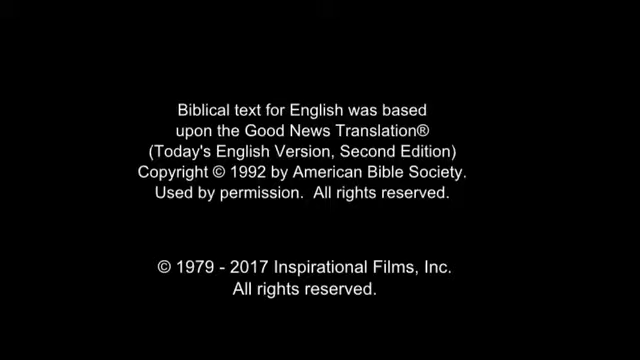 Biblical text for English was based
upon the Good News Translation®
(Today's English Version, Second Edition)
Copyright © 1992 by American Bible Society.
Used by permission.  All rights reserved.
© 1979 - 2017 Inspirational Films, Inc.
All rights reserved.